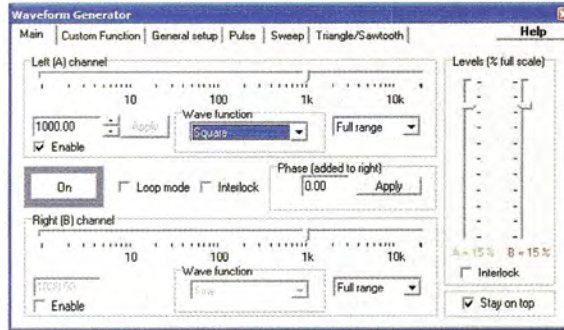 Waveform Generator
Main Custom Function General setup Pulse Sweep Triangle/Sawtooth Help
Left (A) channel
10 100 1k 10k
1000.00 Apply
Wave function
Square
Full range
Enable
On
Loop mode
Interlock
Phase (added to right)
0.00 Apply
Right (B) channel
10 100 1k 10k
Wave function
Sine
Full range
Enable
Levels (% full scale)
A = 15 % B = 15 %
Interlock
Stay on top